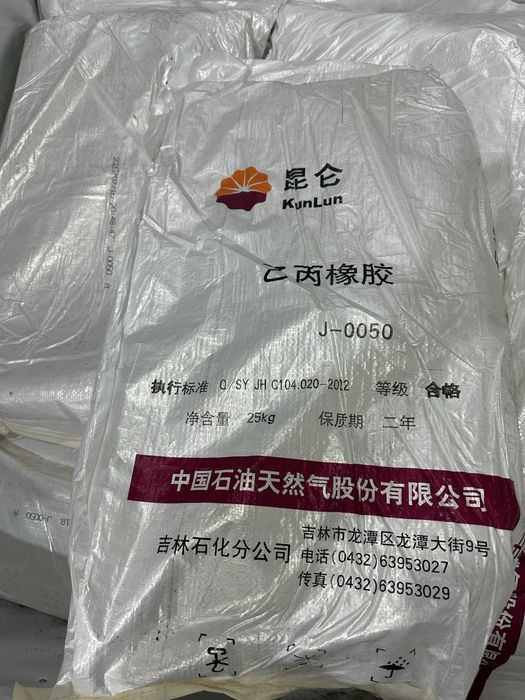 昆仑
KunLun
乙丙橡胶
J-0050
执行标准 Q/SY JH C104.020-2012 等级 合格
净含量 25kg 保质期 二年
中国石油天然气股份有限公司
吉林石化分公司
吉林市龙潭区龙潭大街9号
电话(0432)63953027
传真(0432)63953029
J-0050 A